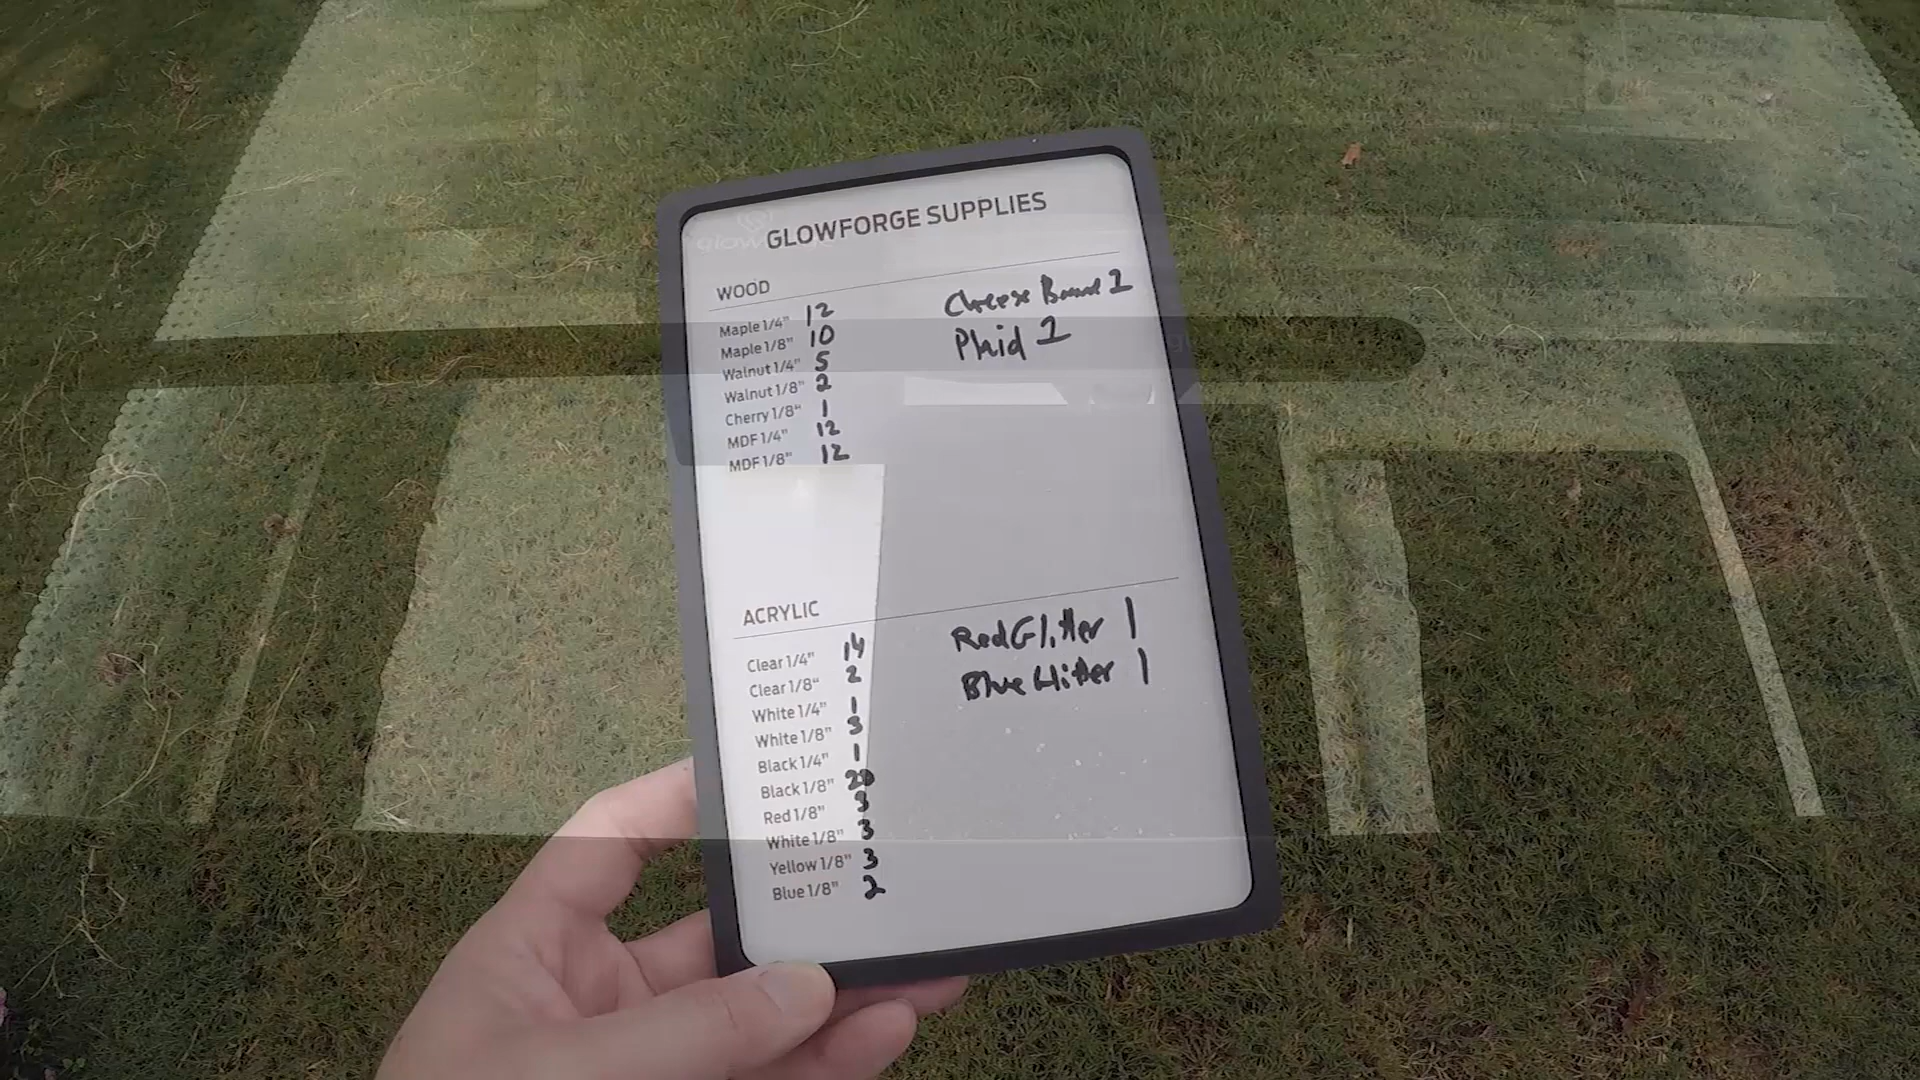 GLOWFORGE SUPPLIES
WOOD
Maple 1/4" 12
Maple 1/8" 10
Walnut 1/4" 5
Walnut 1/8" 2
Cherry 1/8" 1
MDF 1/4" 12
MDF 1/8" 12
Cheese Board 1
Plaid 1
ACRYLIC
Clear 1/4" 14
Clear 1/8" 2
White 1/4" 1
White 1/8" 3
Black 1/4" 1
Black 1/8" 20
Red 1/8" 3
White 1/8" 3
Yellow 1/8" 3
Blue 1/8" 2
Red Glitter 1
Blue Glitter 1